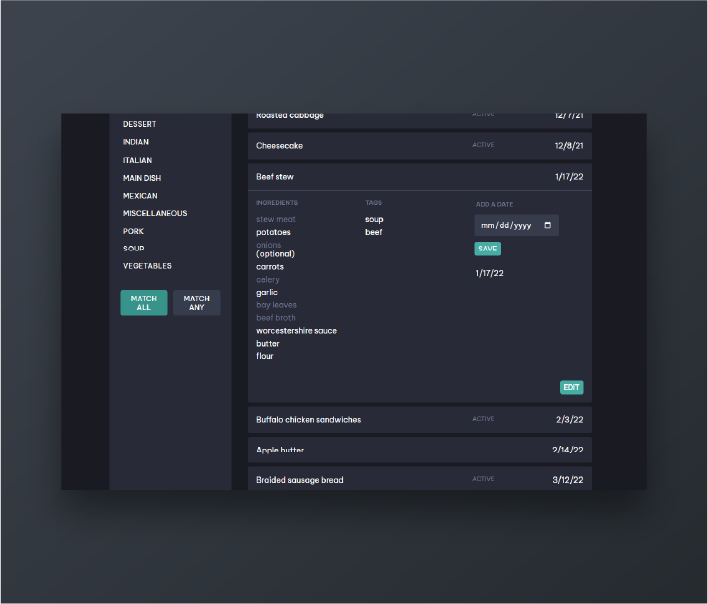 DESSERT
INDIAN
ITALIAN
MAIN DISH
MEXICAN
MISCELLANEOUS
PORK
SOUP
VEGETABLES
MATCH ALL
MATCH ANY
Roasted cabbage ACTIVE 12/7/21
Cheesecake ACTIVE 12/8/21
Beef stew 1/17/22
INGREDIENTS
stew meat
potatoes
onions
(optional)
carrots
celery
garlic
bay leaves
beef broth
worcestershire sauce
butter
flour
TAGS
soup
beef
ADD A DATE
mm/dd/yyyy
SAVE
1/17/22
EDIT
Buffalo chicken sandwiches ACTIVE 2/3/22
Apple butter 2/14/22
Braided sausage bread ACTIVE 3/12/22